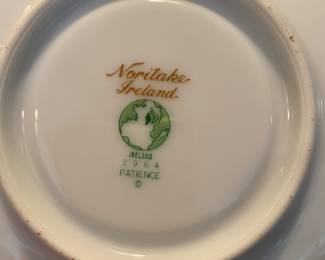 Noritake
Ireland
IRELAND
2964
PATIENCE
©